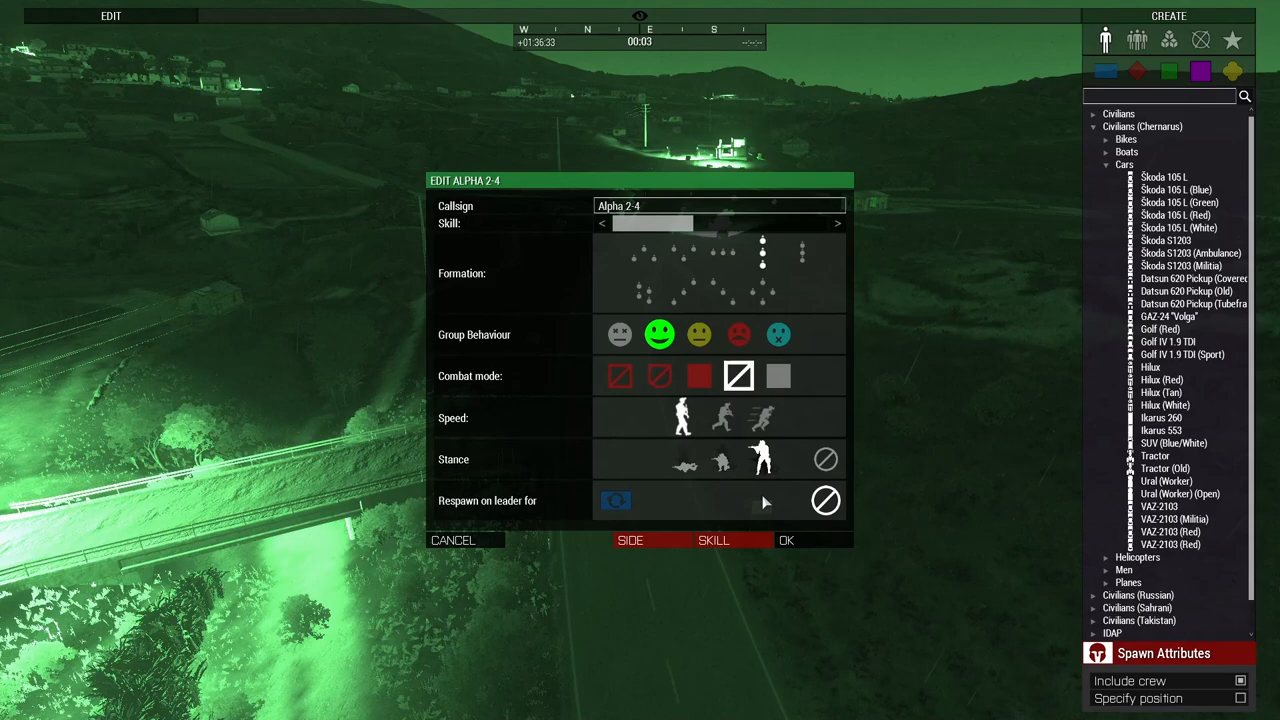 EDIT
CREATE
W N E S
+01:36.33 00:03 --:--:--
EDIT ALPHA 2-4
Callsign
Alpha 2-4
Skill:
< >
Formation:
Group Behaviour
Combat mode:
Speed:
Stance
Respawn on leader for
CANCEL SIDE SKILL OK
Civilians
Civilians (Chernarus)
Bikes
Boats
Cars
Škoda 105 L
Škoda 105 L (Blue)
Škoda 105 L (Green)
Škoda 105 L (Red)
Škoda 105 L (White)
Škoda S1203
Škoda S1203 (Ambulance)
Škoda S1203 (Militia)
Datsun 620 Pickup (Covered
Datsun 620 Pickup (Old)
Datsun 620 Pickup (Tubefra
GAZ-24 "Volga"
Golf (Red)
Golf IV 1.9 TDI
Golf IV 1.9 TDI (Sport)
Hilux
Hilux (Red)
Hilux (Tan)
Hilux (White)
Ikarus 260
Ikarus 553
SUV (Blue/White)
Tractor
Tractor (Old)
Ural (Worker)
Ural (Worker) (Open)
VAZ-2103
VAZ-2103 (Militia)
VAZ-2103 (Red)
VAZ-2103 (Red)
Helicopters
Men
Planes
Civilians (Russian)
Civilians (Sahrani)
Civilians (Takistan)
IDAP
Spawn Attributes
Include crew
Specify position